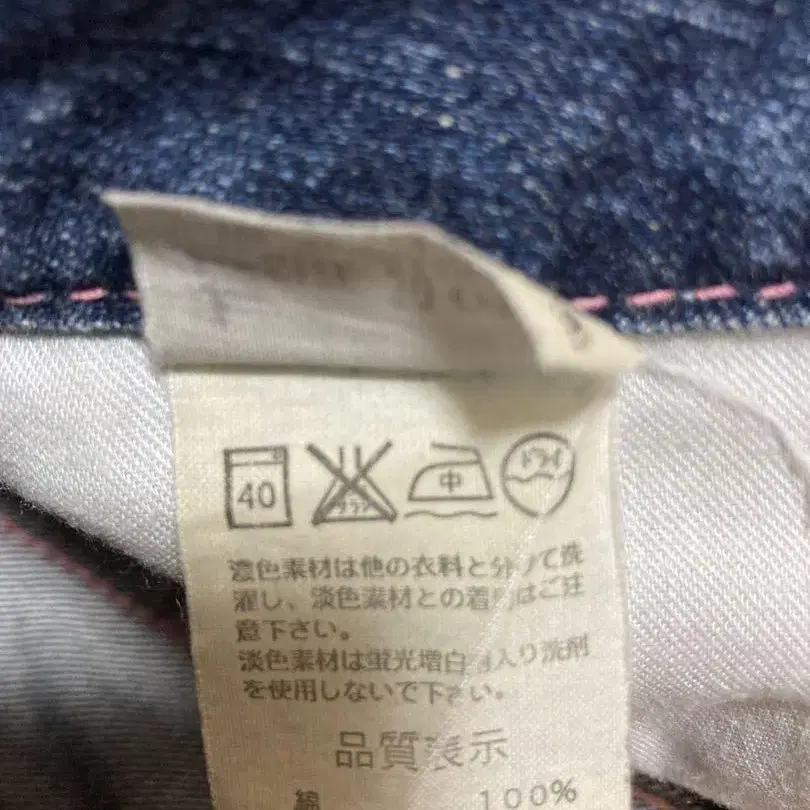 40 中 ドライ
濃色素材は他の衣料と分けて洗
濯し、淡色素材との着用はご注
意下さい。
淡色素材は蛍光増白剤入り洗剤
を使用しないで下さい。
品質表示
綿 100%